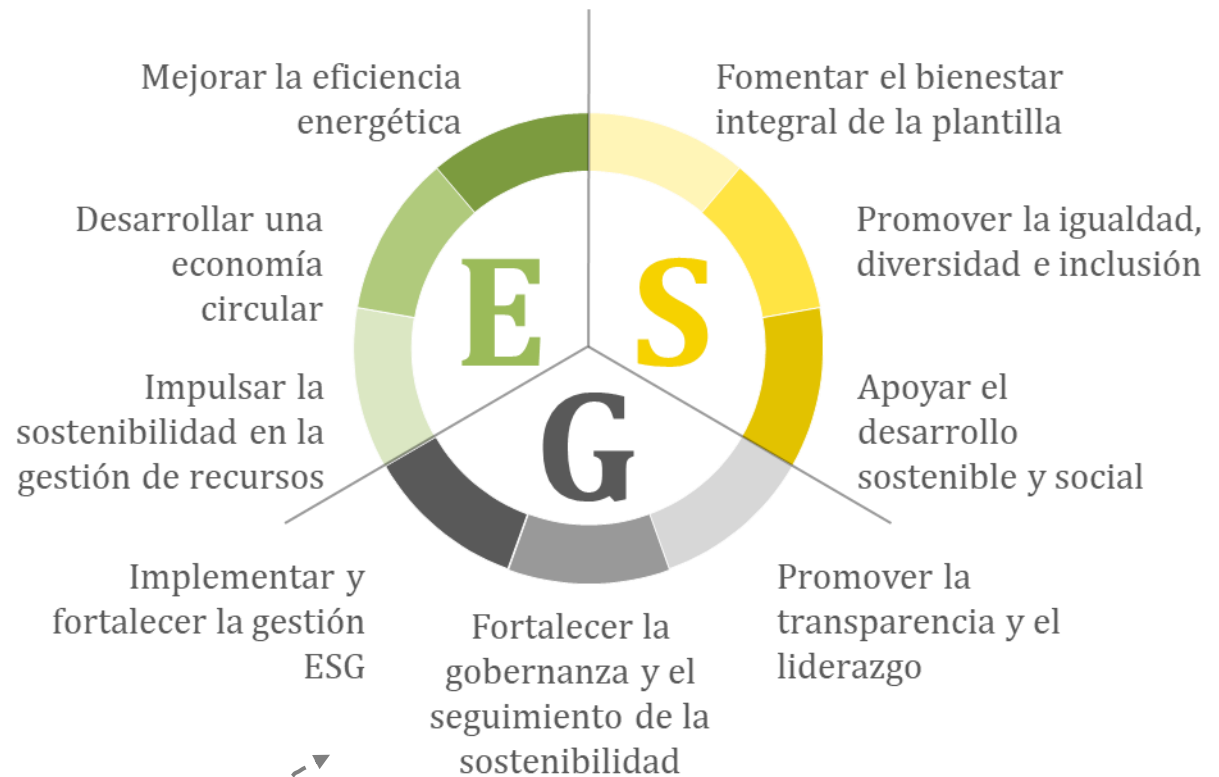 Mejorar la eficiencia
energética
Fomentar el bienestar
integral de la plantilla
Desarrollar una
economía
circular
Promover la igualdad,
diversidad e inclusión
E
S
G
Impulsar la
sostenibilidad en la
gestión de recursos
Apoyar el
desarrollo
sostenible y social
Implementar y
fortalecer la gestión
ESG
Fortalecer la
gobernanza y el
seguimiento de la
sostenibilidad
Promover la
transparencia y el
liderazgo